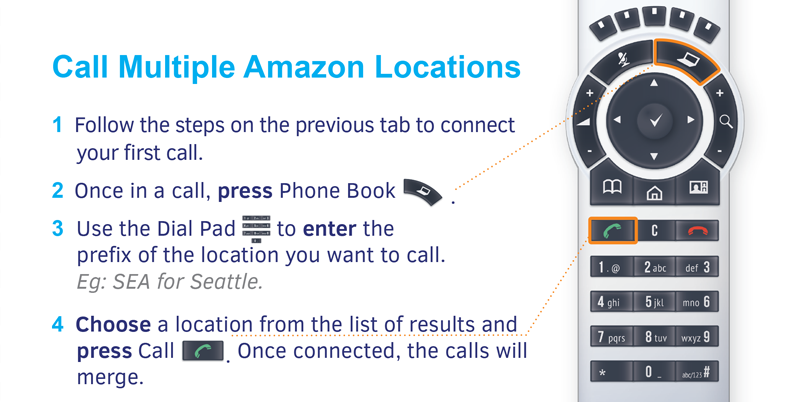 Call Multiple Amazon Locations
1 Follow the steps on the previous tab to connect
your first call.
2 Once in a call, press Phone Book .
3 Use the Dial Pad to enter the
prefix of the location you want to call.
Eg: SEA for Seattle.
4 Choose a location from the list of results and
press Call . Once connected, the calls will
merge.
+ +
- -
C
1 . @ 2 abc def 3
4 ghi 5 jkl mno 6
7 pqrs 8 tuv wxyz 9
* 0 _ abc/123 #